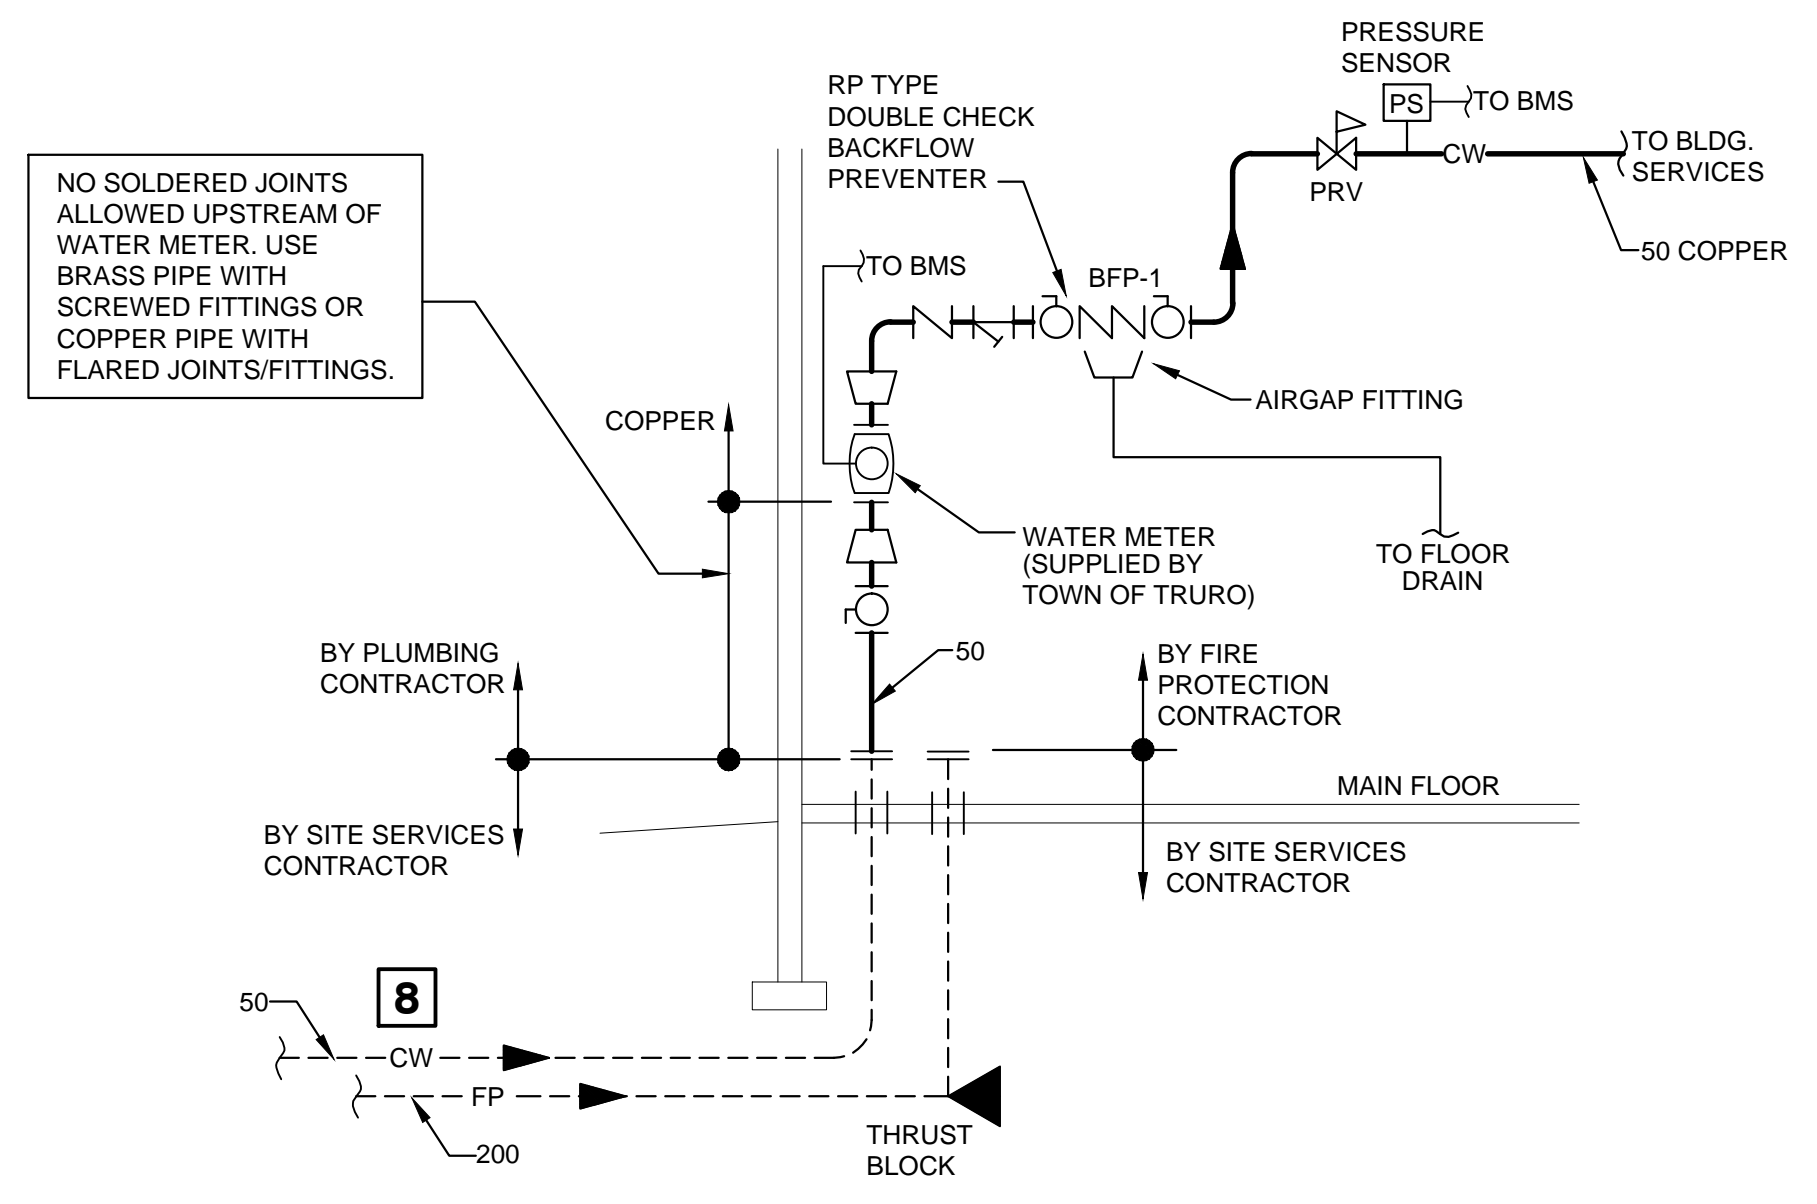 PRESSURE
SENSOR
PS
TO BMS
RP TYPE
DOUBLE CHECK
BACKFLOW
PREVENTER
CW
TO BLDG.
SERVICES
PRV
50 COPPER
NO SOLDERED JOINTS
ALLOWED UPSTREAM OF
WATER METER. USE
BRASS PIPE WITH
SCREWED FITTINGS OR
COPPER PIPE WITH
FLARED JOINTS/FITTINGS.
TO BMS
BFP-1
AIRGAP FITTING
COPPER
WATER METER
(SUPPLIED BY
TOWN OF TRURO)
TO FLOOR
DRAIN
BY PLUMBING
CONTRACTOR
50
BY FIRE
PROTECTION
CONTRACTOR
MAIN FLOOR
BY SITE SERVICES
CONTRACTOR
BY SITE SERVICES
CONTRACTOR
8
50
CW
FP
200
THRUST
BLOCK